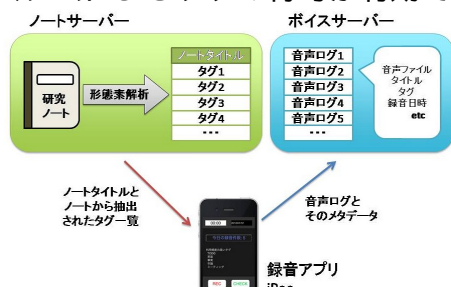 ノートサーバー
ボイスサーバー
研究
ノート
形態素解析
ノートタイトル
タグ1
タグ2
タグ3
タグ4
---
音声ログ1
音声ログ2
音声ログ3
音声ログ4
音声ログ5
---
音声ファイル
タイトル
タグ
録音日時
etc
ノートタイトルと
ノートから抽出
されたタグ一覧
音声ログと
そのメタデータ
00:00
REC
CHECK
録音アプリ